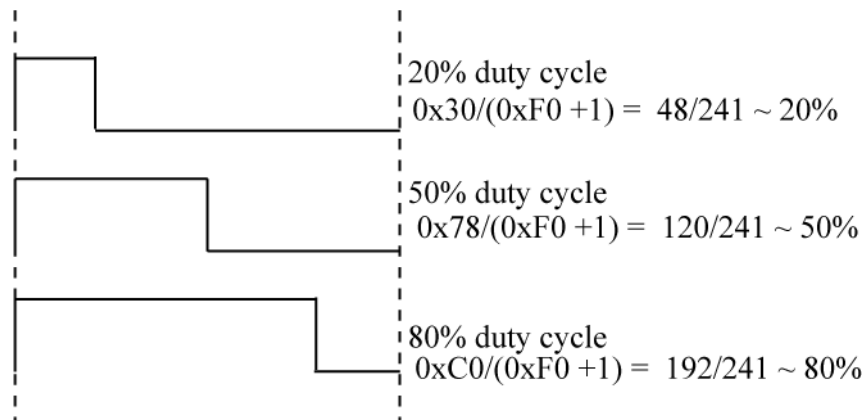 20% duty cycle
0x30/(0xF0 +1) =  48/241 ~ 20%
50% duty cycle
0x78/(0xF0 +1) =  120/241 ~ 50%
80% duty cycle
0xC0/(0xF0 +1) =  192/241 ~ 80%